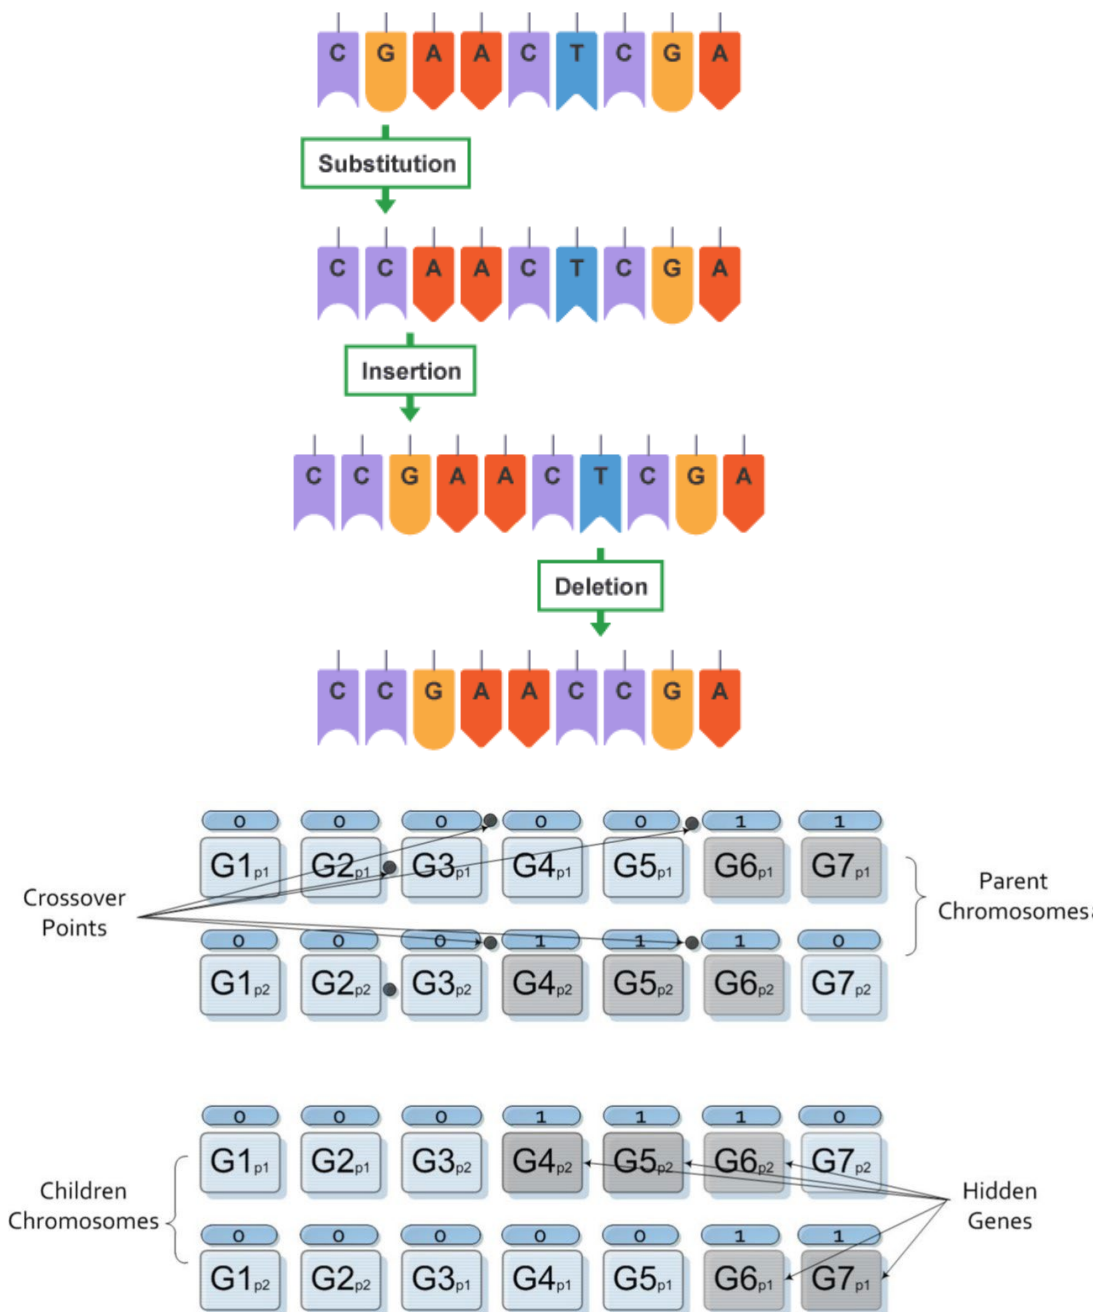 C G A A C T C G A
Substitution
C C A A C T C G A
Insertion
C C G A A C T C G A
Deletion
C C G A A C C G A
0 0 0 0 0 1 1
G1p1 G2p1 G3p1 G4p1 G5p1 G6p1 G7p1
Crossover
Points
Parent
Chromosomes
0 0 0 1 1 1 0
G1p2 G2p2 G3p2 G4p2 G5p2 G6p2 G7p2
0 0 0 1 1 1 0
G1p1 G2p1 G3p2 G4p2 G5p2 G6p2 G7p2
Children
Chromosomes
Hidden
Genes
0 0 0 0 0 1 1
G1p2 G2p2 G3p1 G4p1 G5p1 G6p1 G7p1